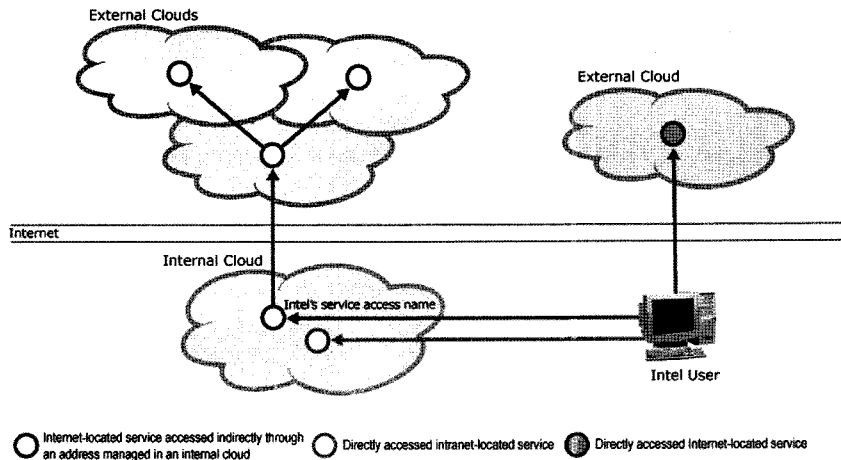 External Clouds
External Cloud
Internet
Internal Cloud
Intel's service access name
Intel User
Internet-located service accessed indirectly through
an address managed in an internal cloud
Directly accessed intranet-located service
Directly accessed Internet-located service